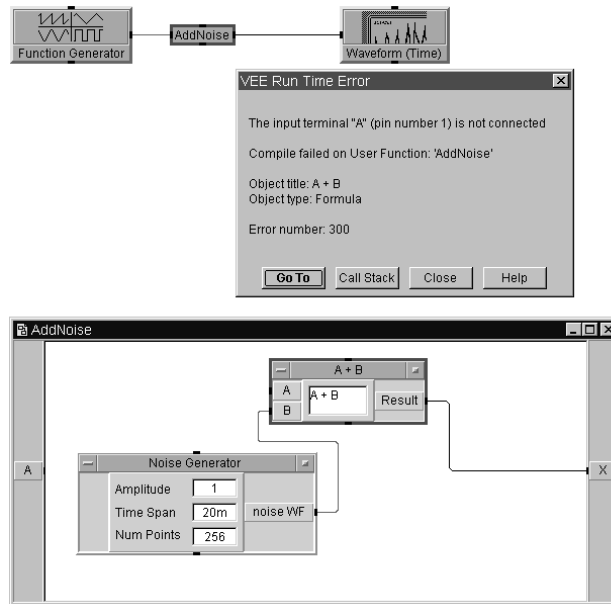 Function Generator
AddNoise
Waveform (Time)
VEE Run Time Error
The input terminal "A" (pin number 1) is not connected
Compile failed on User Function: 'AddNoise'
Object title: A + B
Object type: Formula
Error number: 300
Go To
Call Stack
Close
Help
AddNoise
A + B
A
A + B
B
Result
A
X
Noise Generator
Amplitude 1
Time Span 20m
noise WF
Num Points 256